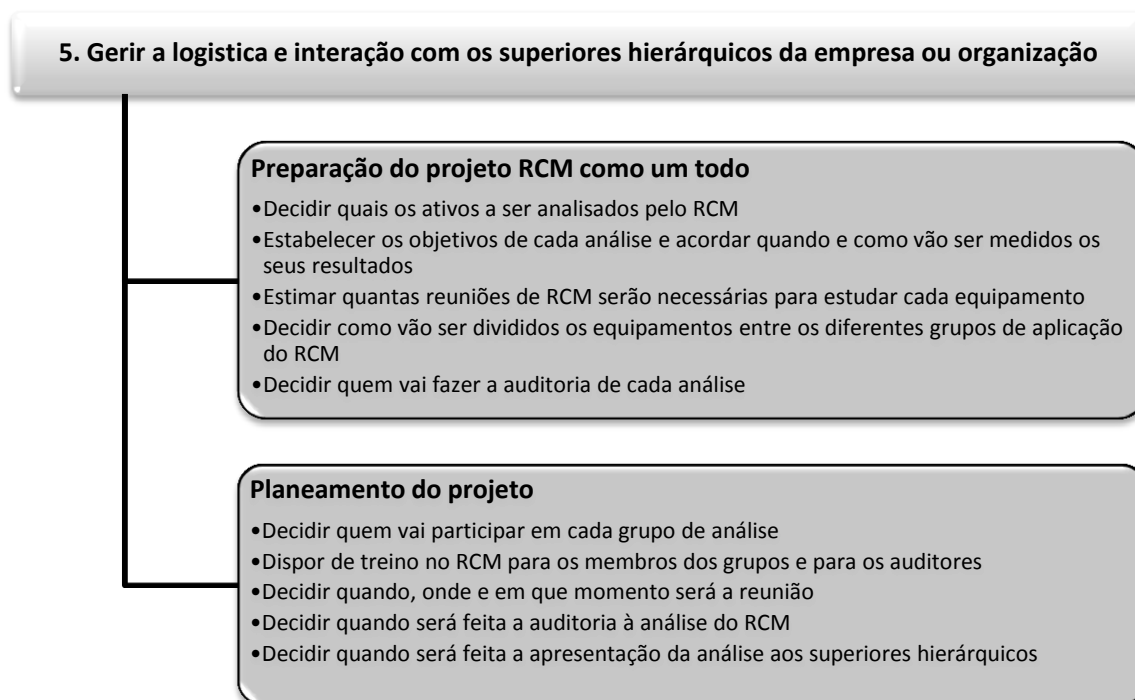 5. Gerir a logistica e interação com os superiores hierárquicos da empresa ou organização
Preparação do projeto RCM como um todo
•Decidir quais os ativos a ser analisados pelo RCM
•Estabelecer os objetivos de cada análise e acordar quando e como vão ser medidos os
seus resultados
•Estimar quantas reuniões de RCM serão necessárias para estudar cada equipamento
•Decidir como vão ser divididos os equipamentos entre os diferentes grupos de aplicação
do RCM
•Decidir quem vai fazer a auditoria de cada análise
Planeamento do projeto
•Decidir quem vai participar em cada grupo de análise
•Dispor de treino no RCM para os membros dos grupos e para os auditores
•Decidir quando, onde e em que momento será a reunião
•Decidir quando será feita a auditoria à análise do RCM
•Decidir quando será feita a apresentação da análise aos superiores hierárquicos